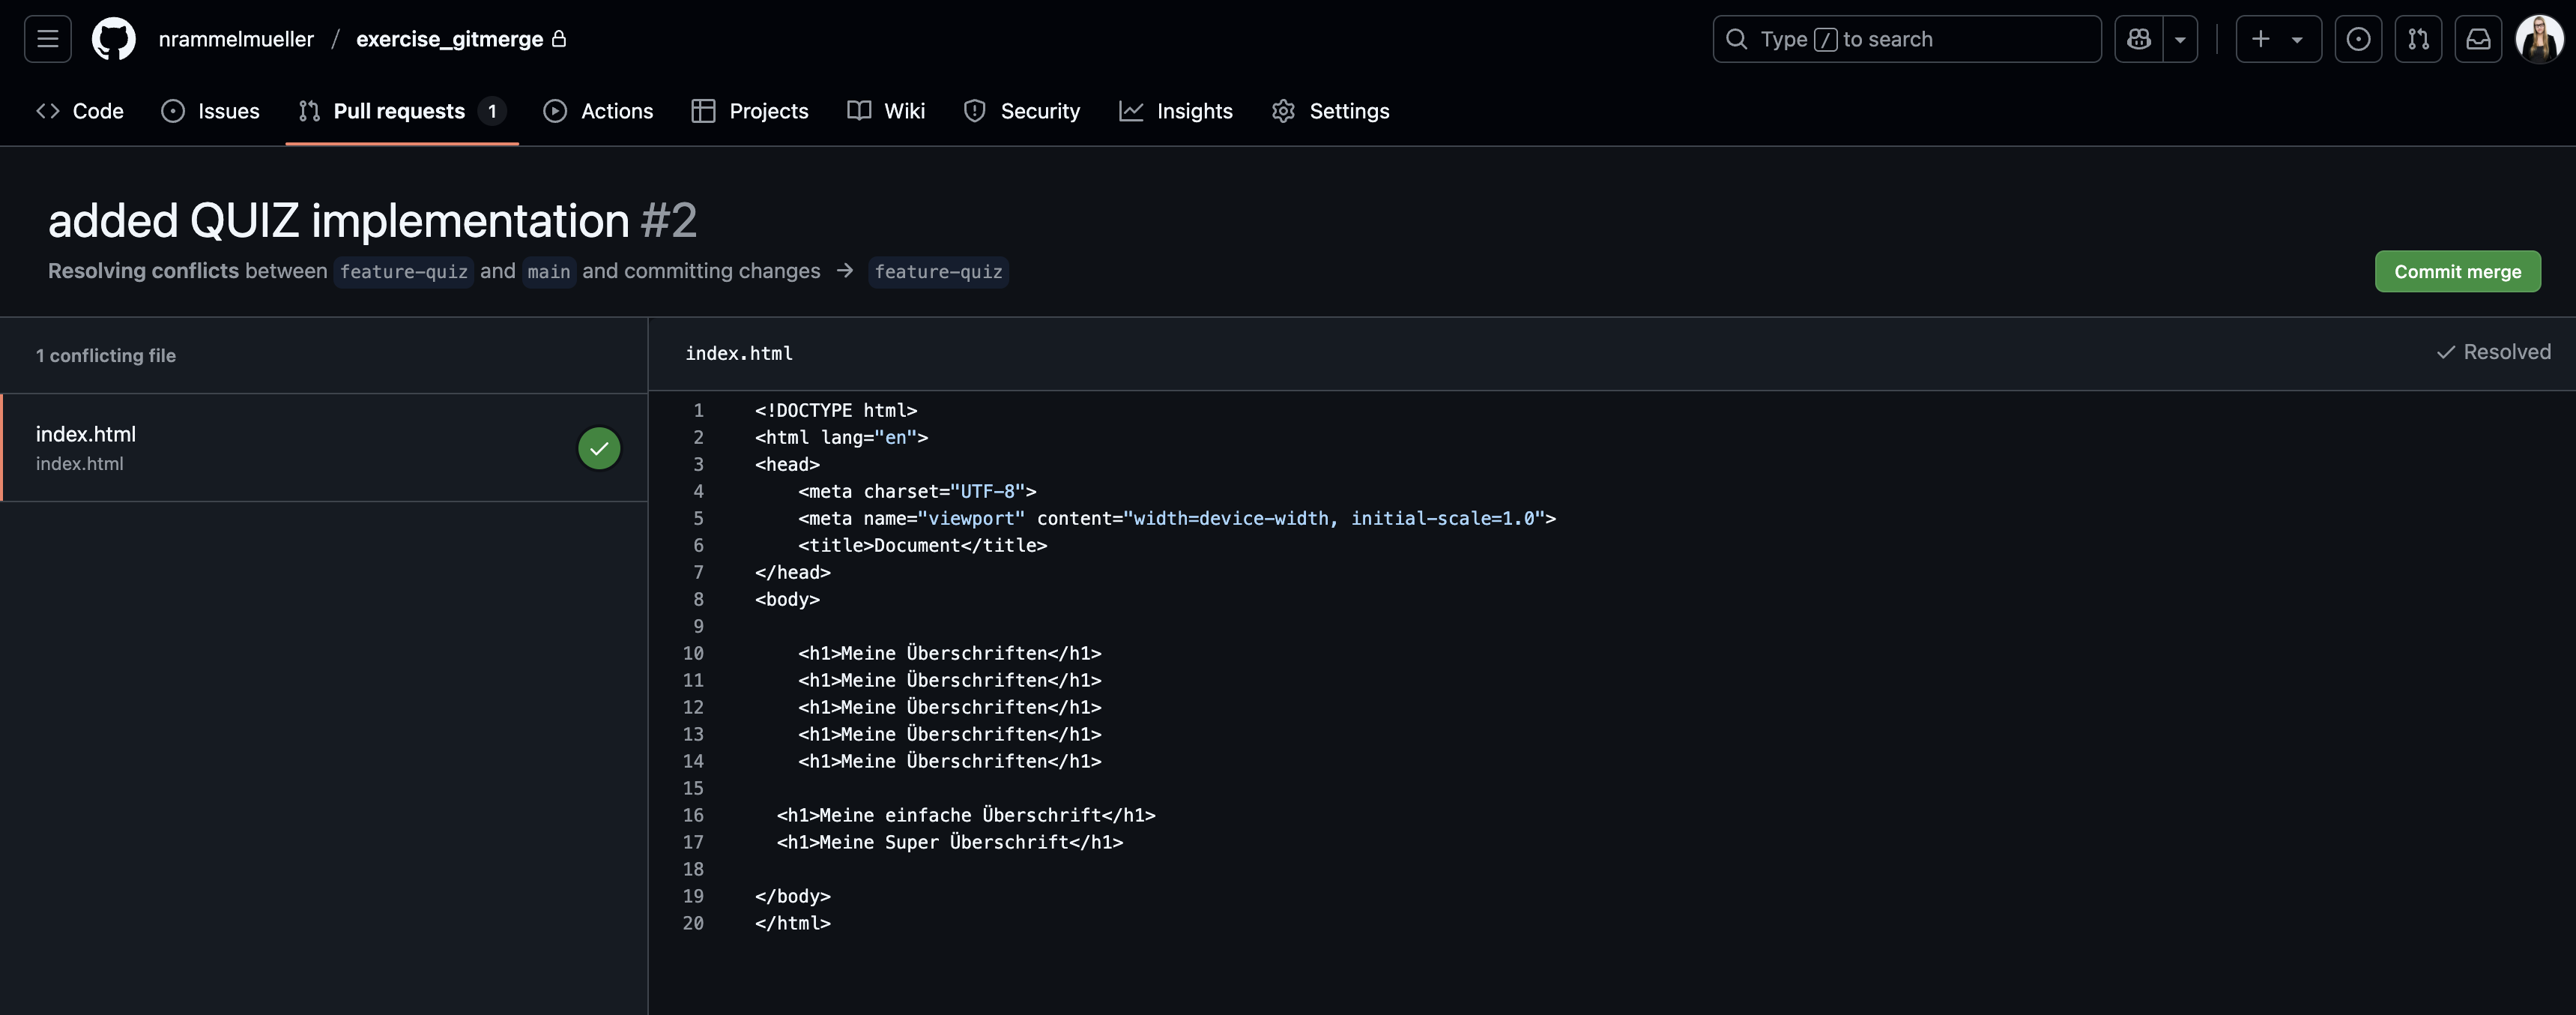 nrammelmueller / exercise_gitmerge
Type / to search
Code Issues Pull requests 1 Actions Projects Wiki Security Insights Settings
added QUIZ implementation #2
Resolving conflicts between feature-quiz and main and committing changes → feature-quiz
Commit merge
1 conflicting file
index.html
index.html
index.html
Resolved
1 <!DOCTYPE html>
2 <html lang="en">
3 <head>
4     <meta charset="UTF-8">
5     <meta name="viewport" content="width=device-width, initial-scale=1.0">
6     <title>Document</title>
7 </head>
8 <body>
9
10     <h1>Meine Überschriften</h1>
11     <h1>Meine Überschriften</h1>
12     <h1>Meine Überschriften</h1>
13     <h1>Meine Überschriften</h1>
14     <h1>Meine Überschriften</h1>
15
16   <h1>Meine einfache Überschrift</h1>
17   <h1>Meine Super Überschrift</h1>
18
19 </body>
20 </html>